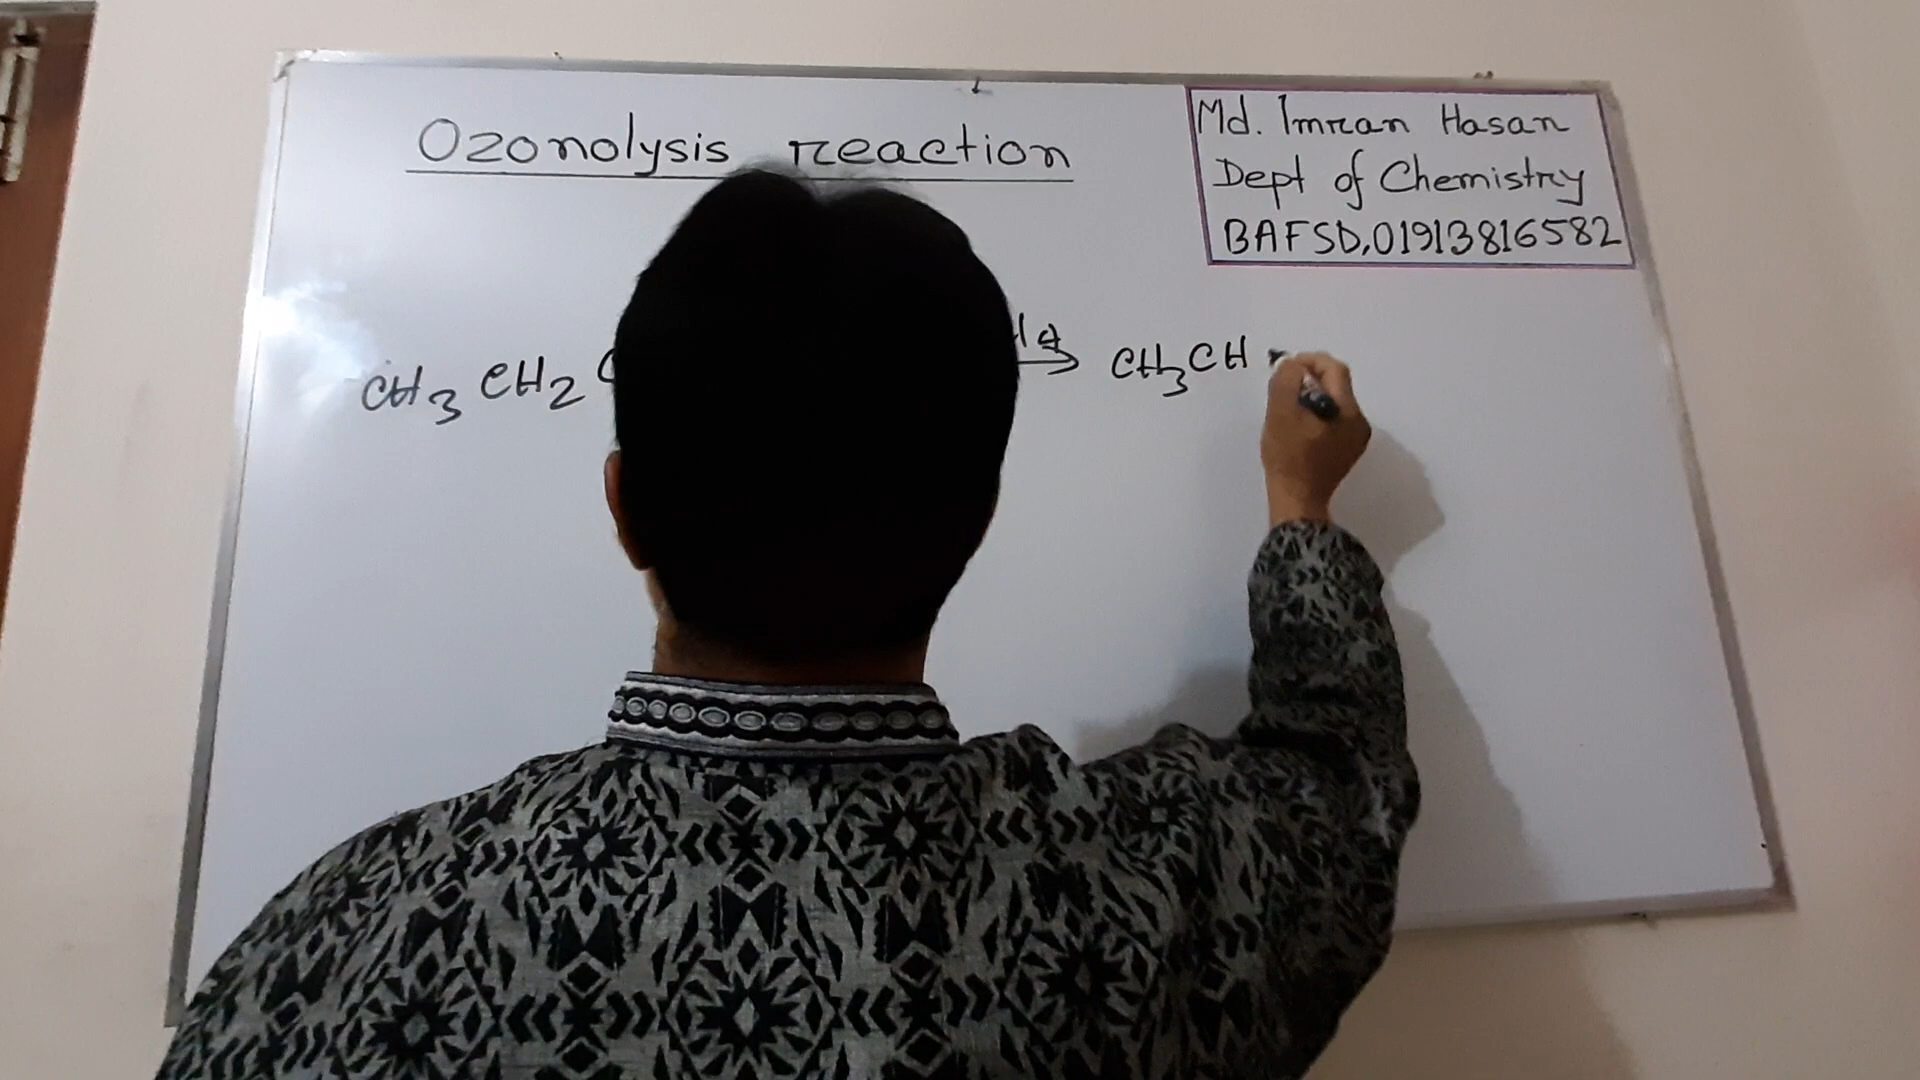 Ozonolysis reaction
Md. Imran Hasan
Dept of Chemistry
BAFSD, 01913816582
CH3 CH2 → CH3CH